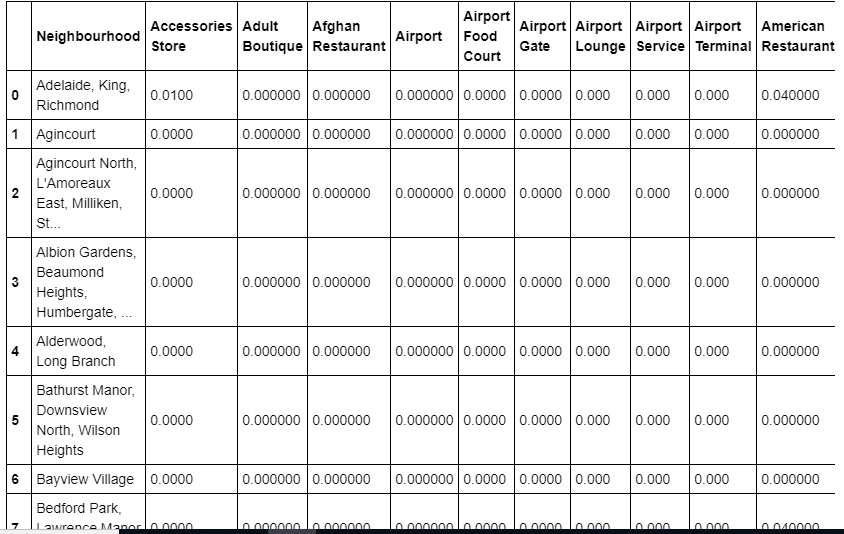 Neighbourhood Accessories Store Adult Boutique Afghan Restaurant Airport Airport Food Court Airport Gate Airport Lounge Airport Service Airport Terminal American Restaurant
0 Adelaide, King, Richmond 0.0100 0.000000 0.000000 0.000000 0.0000 0.0000 0.000 0.000 0.000 0.040000
1 Agincourt 0.0000 0.000000 0.000000 0.000000 0.0000 0.0000 0.000 0.000 0.000 0.000000
2 Agincourt North, L'Amoreaux East, Milliken, St... 0.0000 0.000000 0.000000 0.000000 0.0000 0.0000 0.000 0.000 0.000 0.000000
3 Albion Gardens, Beaumond Heights, Humbergate, ... 0.0000 0.000000 0.000000 0.000000 0.0000 0.0000 0.000 0.000 0.000 0.000000
4 Alderwood, Long Branch 0.0000 0.000000 0.000000 0.000000 0.0000 0.0000 0.000 0.000 0.000 0.000000
5 Bathurst Manor, Downsview North, Wilson Heights 0.0000 0.000000 0.000000 0.000000 0.0000 0.0000 0.000 0.000 0.000 0.000000
6 Bayview Village 0.0000 0.000000 0.000000 0.000000 0.0000 0.0000 0.000 0.000 0.000 0.000000
7 Bedford Park, Lawrence Manor 0.0000 0.000000 0.000000 0.000000 0.0000 0.0000 0.000 0.000 0.000 0.040000